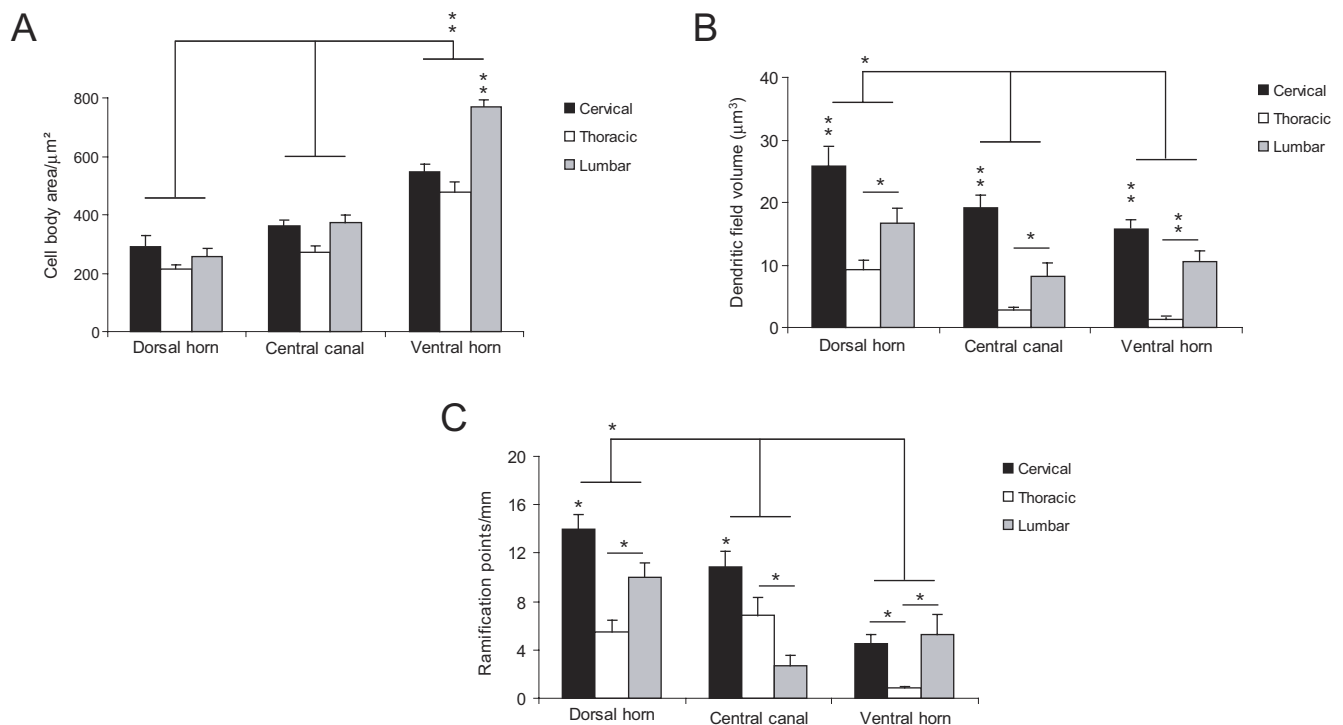 A
Cell body area/µm²
800
600
400
200
0
Dorsal horn
Central canal
Ventral horn
Cervical
Thoracic
Lumbar
*
*
*
*
B
Dendritic field volume (µm³)
40
30
20
10
0
Dorsal horn
Central canal
Ventral horn
Cervical
Thoracic
Lumbar
*
*
*
*
*
*
*
*
*
*
*
C
Ramification points/mm
20
16
12
8
4
0
Dorsal horn
Central canal
Ventral horn
Cervical
Thoracic
Lumbar
*
*
*
*
*
*
*